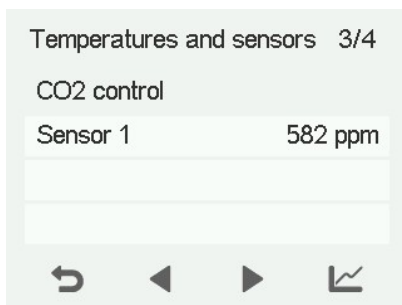 Temperatures and sensors 3/4
CO2 control
Sensor 1 582 ppm